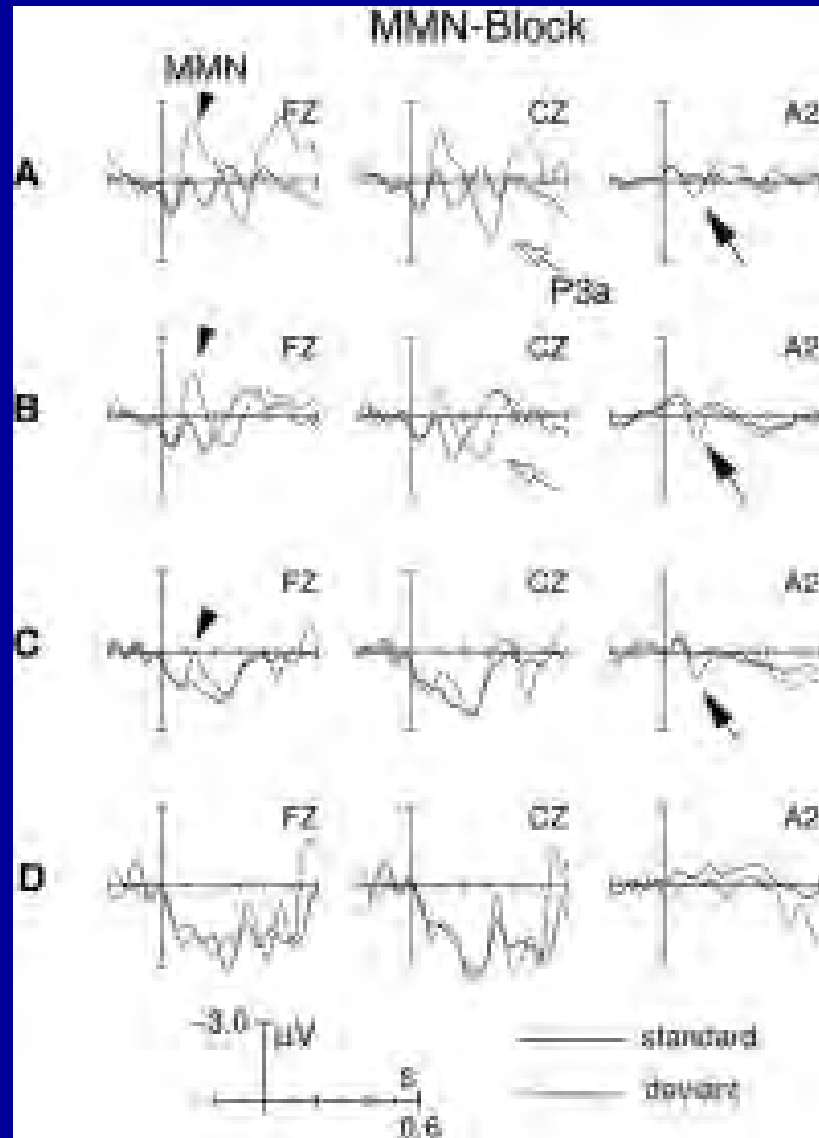 MMN-Block
MMN
FZ CZ A2
A
P3a
FZ CZ A2
B
FZ CZ A2
C
FZ CZ A2
D
-3.0 µV
s
0.6
standard
deviant